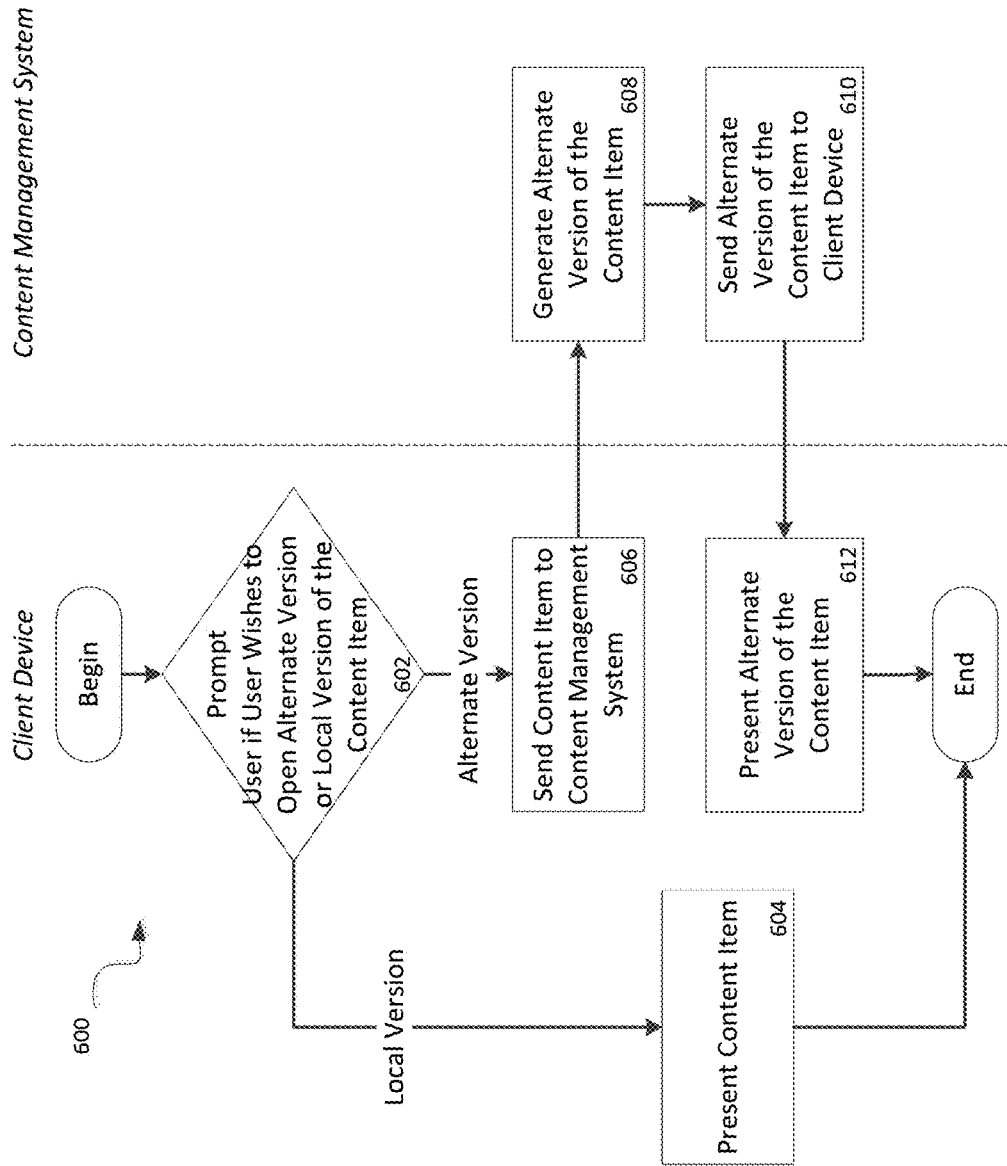 Client Device
Content Management System
600
Begin
Prompt
User if User Wishes to
Open Alternate Version
or Local Version of the
Content Item
602
Local Version
Alternate Version
Present Content Item
604
Send Content Item to
Content Management
System
606
Generate Alternate
Version of the
Content Item
608
Send Alternate
Version of the
Content Item to
Client Device
610
Present Alternate
Version of the
Content Item
612
End